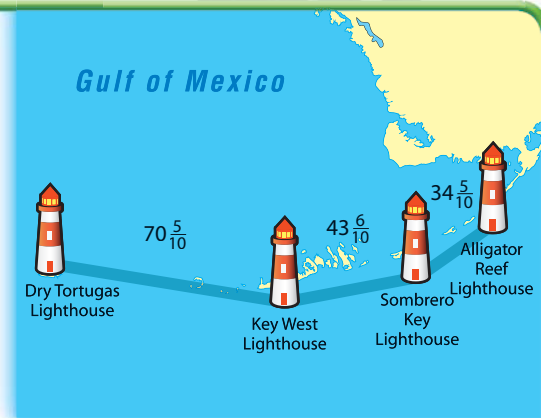 Gulf of Mexico
70 5/10
43 6/10
34 5/10
Dry Tortugas
Lighthouse
Key West
Lighthouse
Sombrero
Key
Lighthouse
Alligator
Reef
Lighthouse